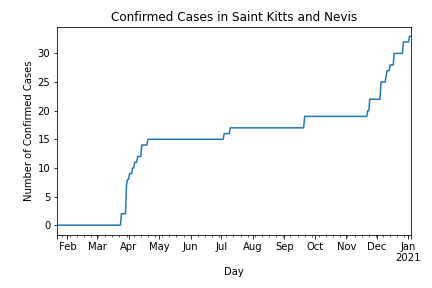 Confirmed Cases in Saint Kitts and Nevis
Number of Confirmed Cases
30
25
20
15
10
5
0
Feb Mar Apr May Jun Jul Aug Sep Oct Nov Dec Jan
2021
Day